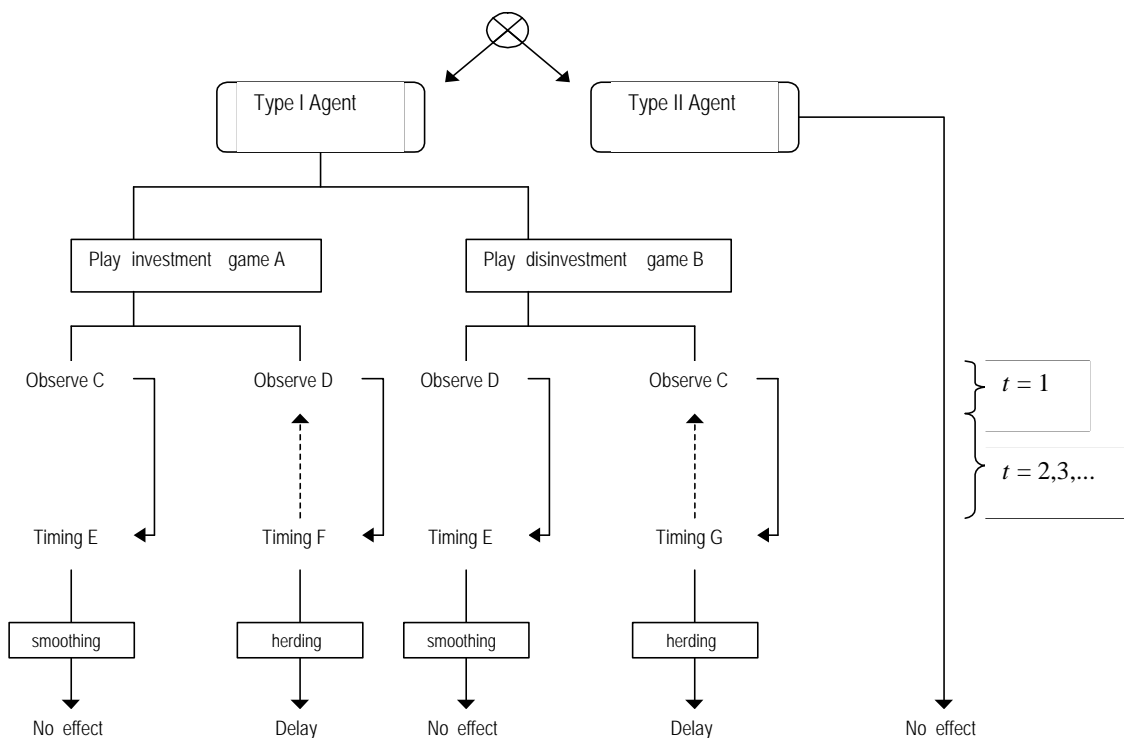 Type I Agent
Type II Agent
Play investment game A
Play disinvestment game B
Observe C
Observe D
Observe D
Observe C
t = 1
t = 2,3,...
Timing E
Timing F
Timing E
Timing G
smoothing
herding
smoothing
herding
No effect
Delay
No effect
Delay
No effect